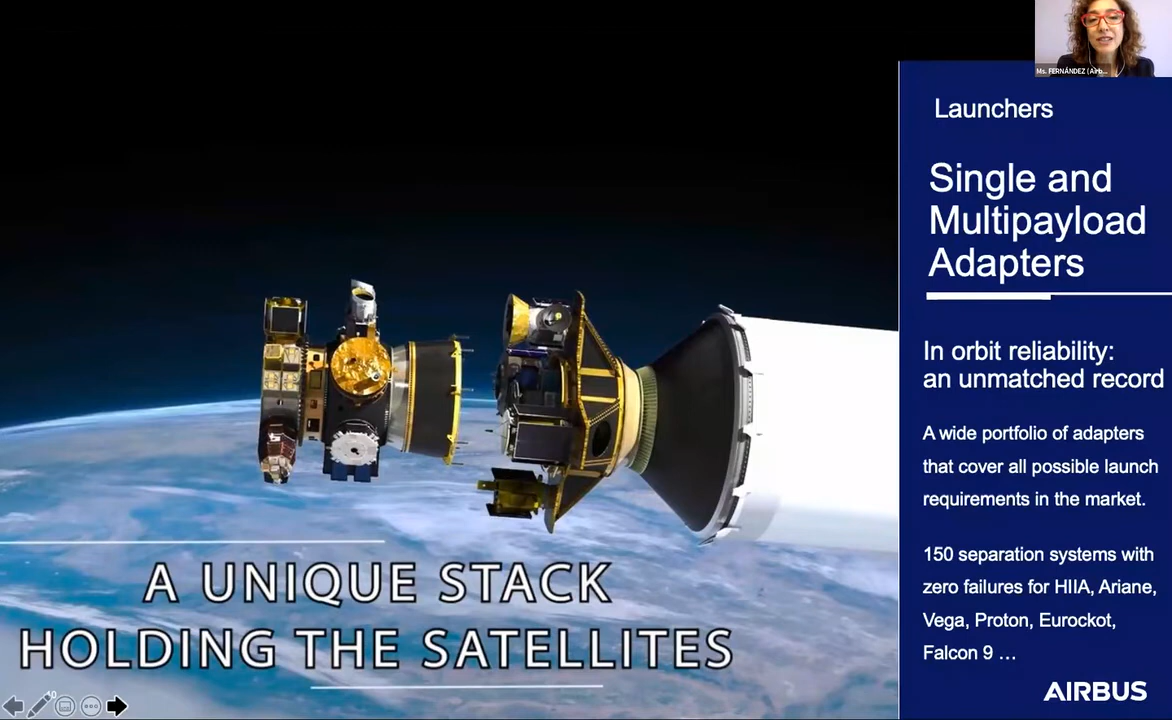 Ms. FERNÁNDEZ (Airb...
Launchers
Single and
Multipayload
Adapters
In orbit reliability:
an unmatched record
A wide portfolio of adapters
that cover all possible launch
requirements in the market.
150 separation systems with
zero failures for HIIA, Ariane,
Vega, Proton, Eurockot,
Falcon 9 ...
AIRBUS
A UNIQUE STACK
HOLDING THE SATELLITES